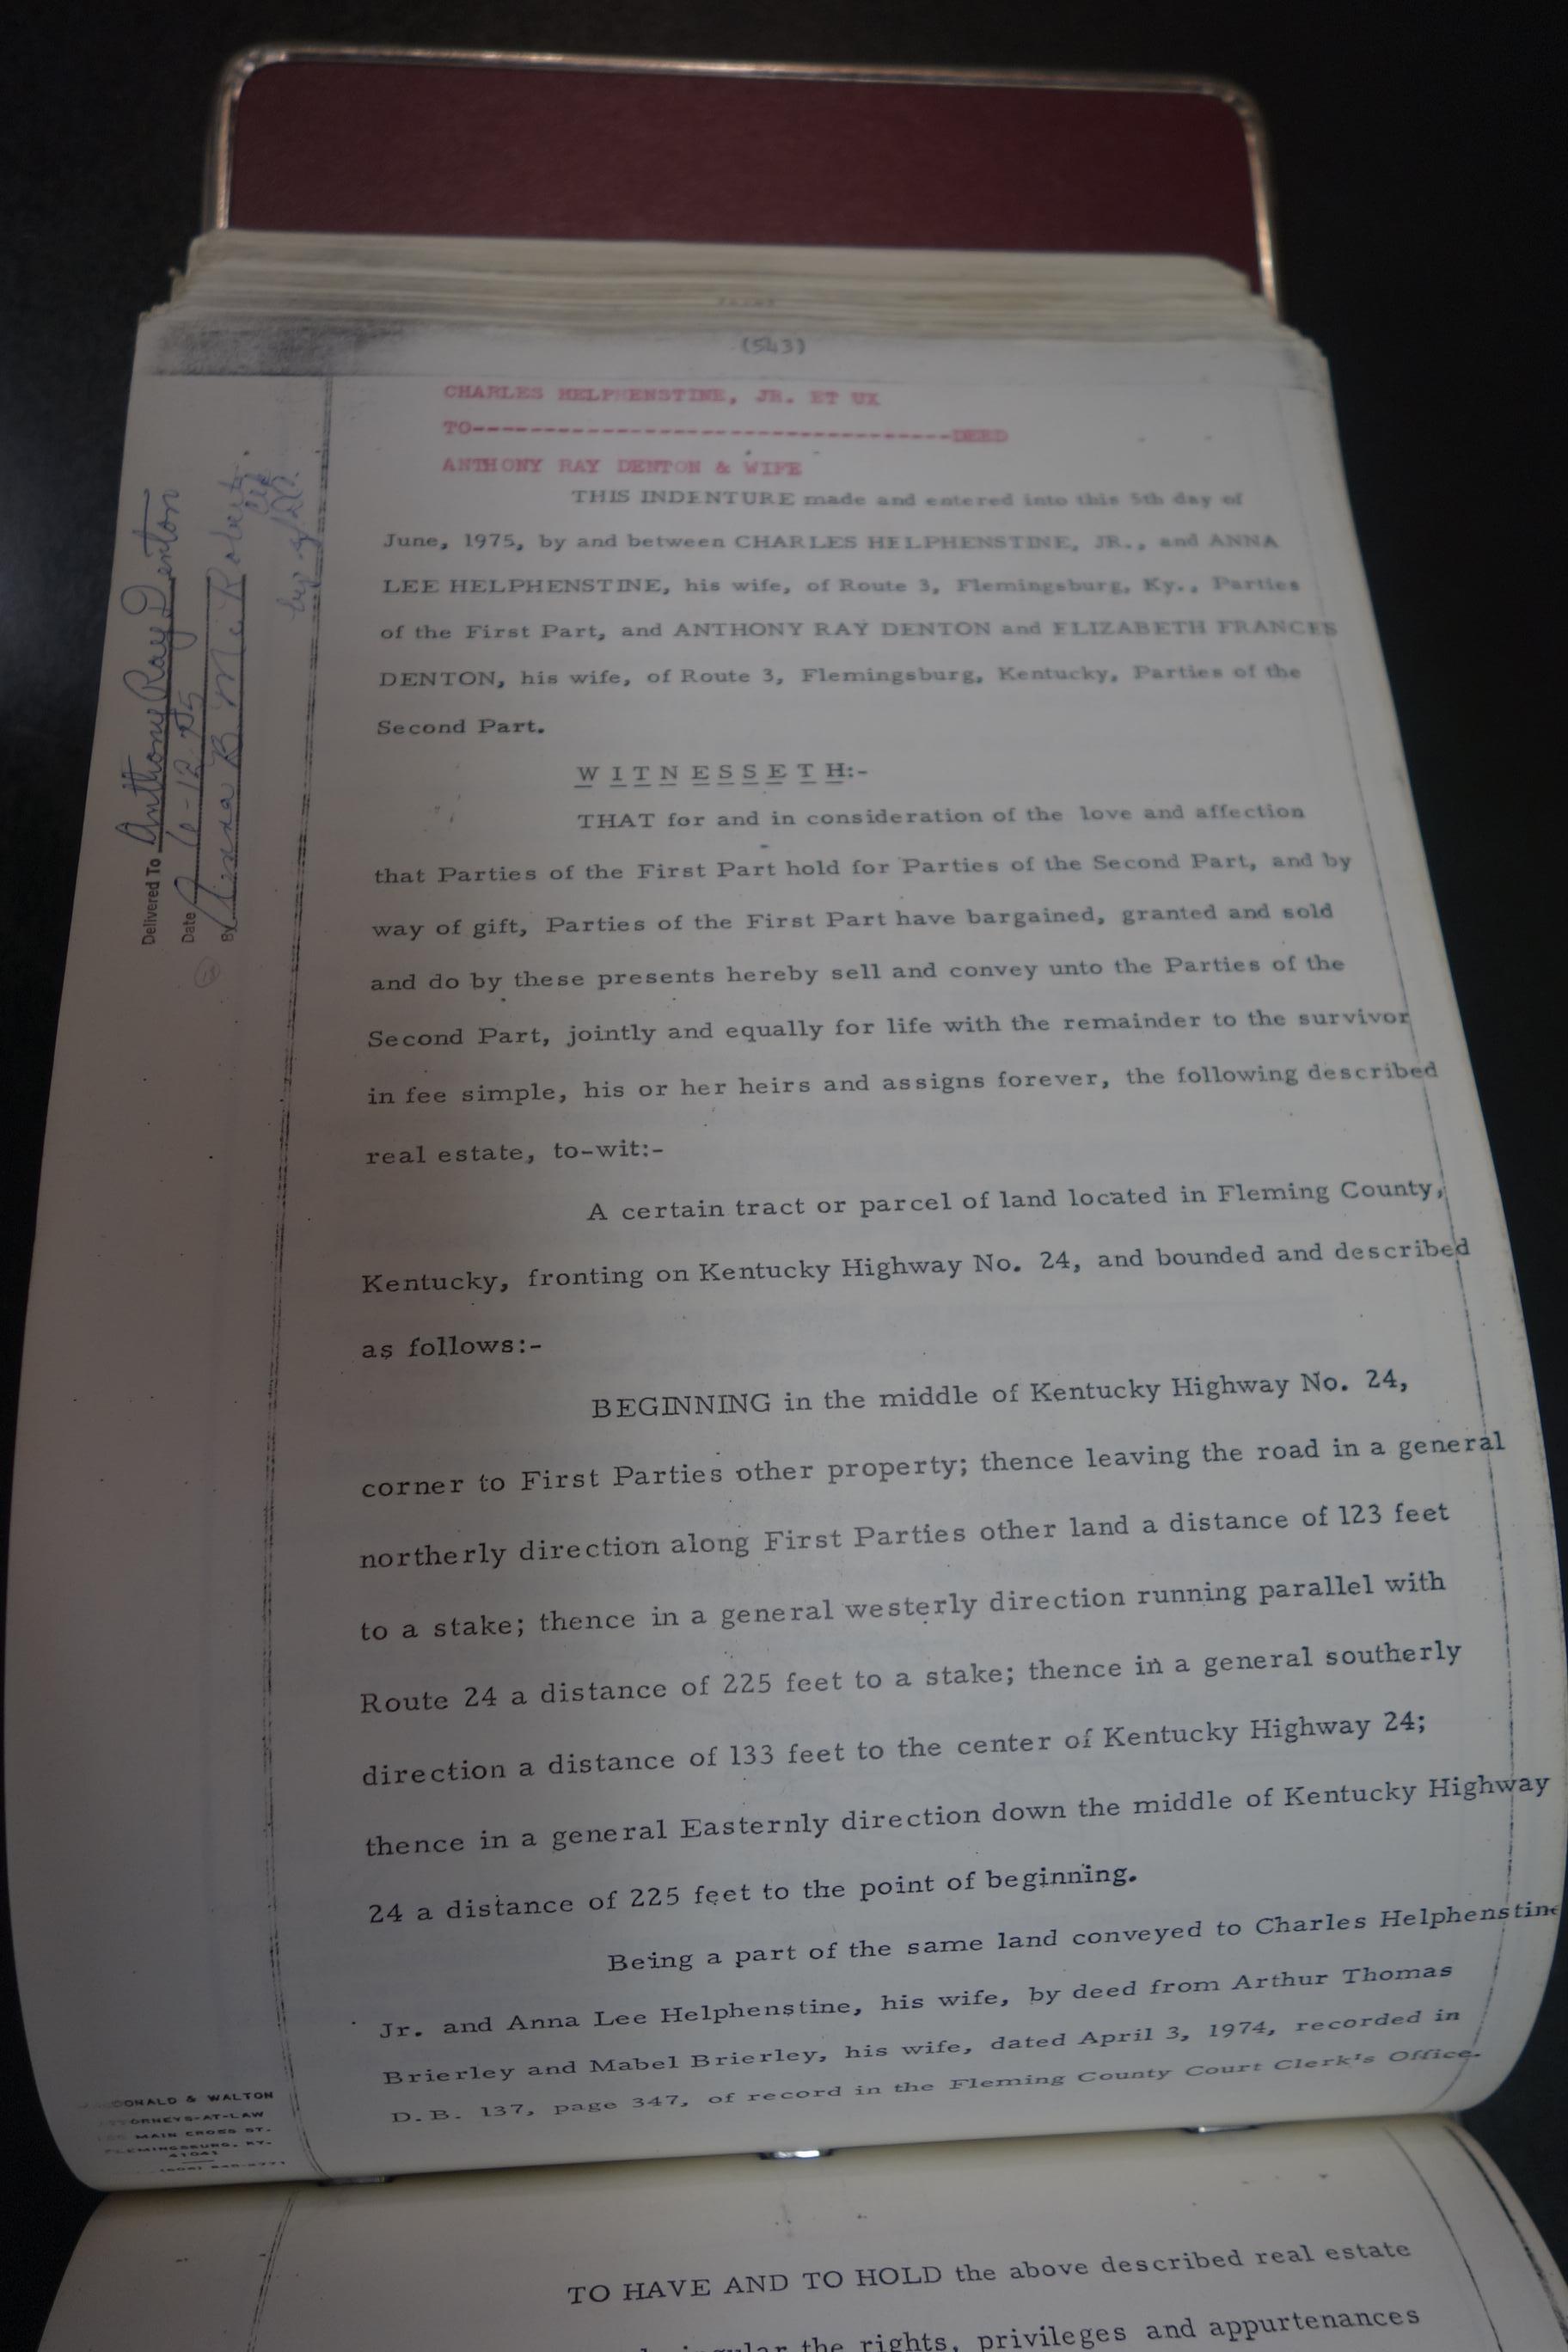 (543)
CHARLES HELPHENSTINE, JR. ET UX
TO---------------------------------DEED
ANTHONY RAY DENTON & WIFE
THIS INDENTURE made and entered into this 5th day of
June, 1975, by and between CHARLES HELPHENSTINE, JR., and ANNA
LEE HELPHENSTINE, his wife, of Route 3, Flemingsburg, Ky., Parties
of the First Part, and ANTHONY RAY DENTON and ELIZABETH FRANCES
DENTON, his wife, of Route 3, Flemingsburg, Kentucky, Parties of the
Second Part.
W I T N E S S E T H:-
THAT for and in consideration of the love and affection
that Parties of the First Part hold for Parties of the Second Part, and by
way of gift, Parties of the First Part have bargained, granted and sold
and do by these presents hereby sell and convey unto the Parties of the
Second Part, jointly and equally for life with the remainder to the survivor
in fee simple, his or her heirs and assigns forever, the following described
real estate, to-wit:-
A certain tract or parcel of land located in Fleming County,
Kentucky, fronting on Kentucky Highway No. 24, and bounded and described
as follows:-
BEGINNING in the middle of Kentucky Highway No. 24,
corner to First Parties other property; thence leaving the road in a general
northerly direction along First Parties other land a distance of 123 feet
to a stake; thence in a general westerly direction running parallel with
Route 24 a distance of 225 feet to a stake; thence in a general southerly
direction a distance of 133 feet to the center of Kentucky Highway 24;
thence in a general Easternly direction down the middle of Kentucky Highway
24 a distance of 225 feet to the point of beginning.
Being a part of the same land conveyed to Charles Helphenstine
Jr. and Anna Lee Helphenstine, his wife, by deed from Arthur Thomas
Brierley and Mabel Brierley, his wife, dated April 3, 1974, recorded in
D.B. 137, page 347, of record in the Fleming County Court Clerk's Office.
Delivered To Anthony Ray Denton
Date 6-12-75
By B. Mc Roberts
DONALD & WALTON
ATTORNEYS-AT-LAW
MAIN CROSS ST.
FLEMINGSBURG, KY.
41041
TO HAVE AND TO HOLD the above described real estate
the rights, privileges and appurtenances